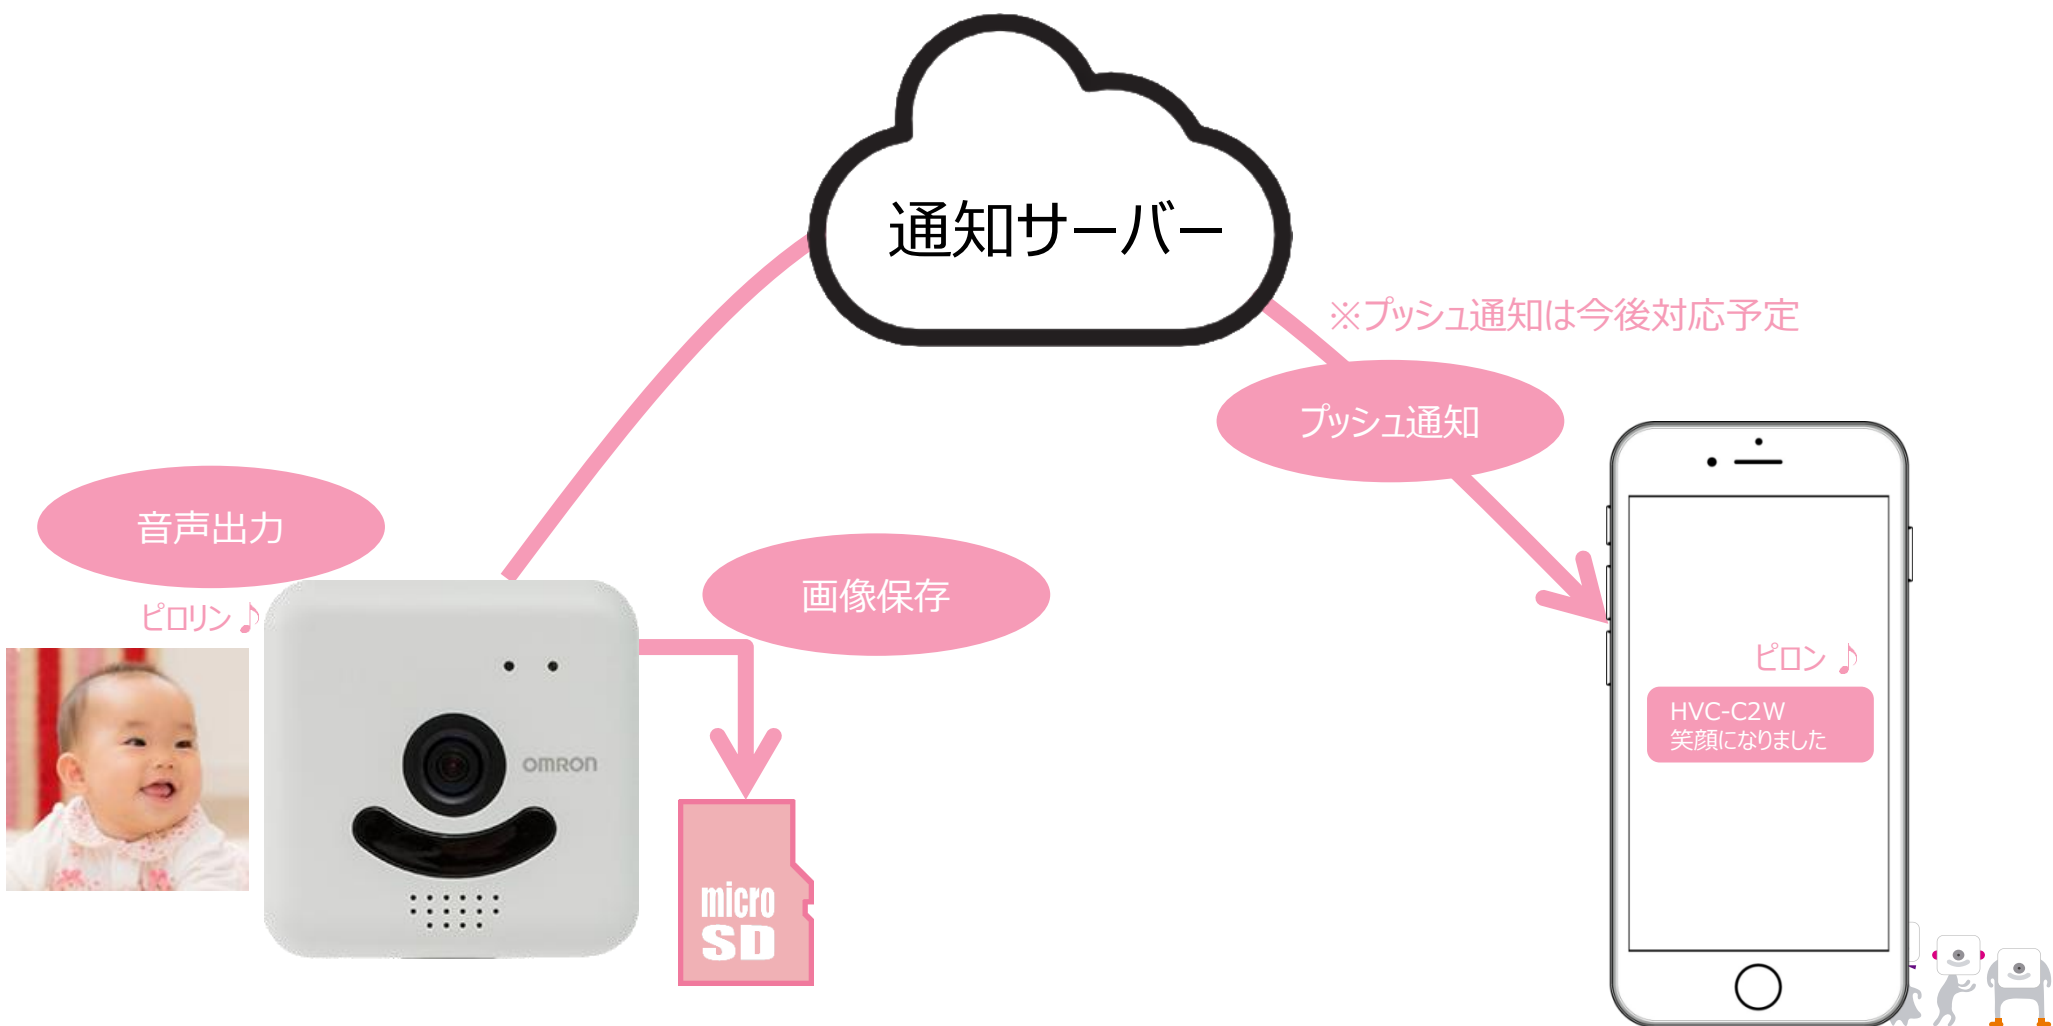 通知サーバー
※プッシュ通知は今後対応予定
プッシュ通知
音声出力
画像保存
ピロリン♪
OMRON
micro
SD
ピロン♪
HVC-C2W
笑顔になりました